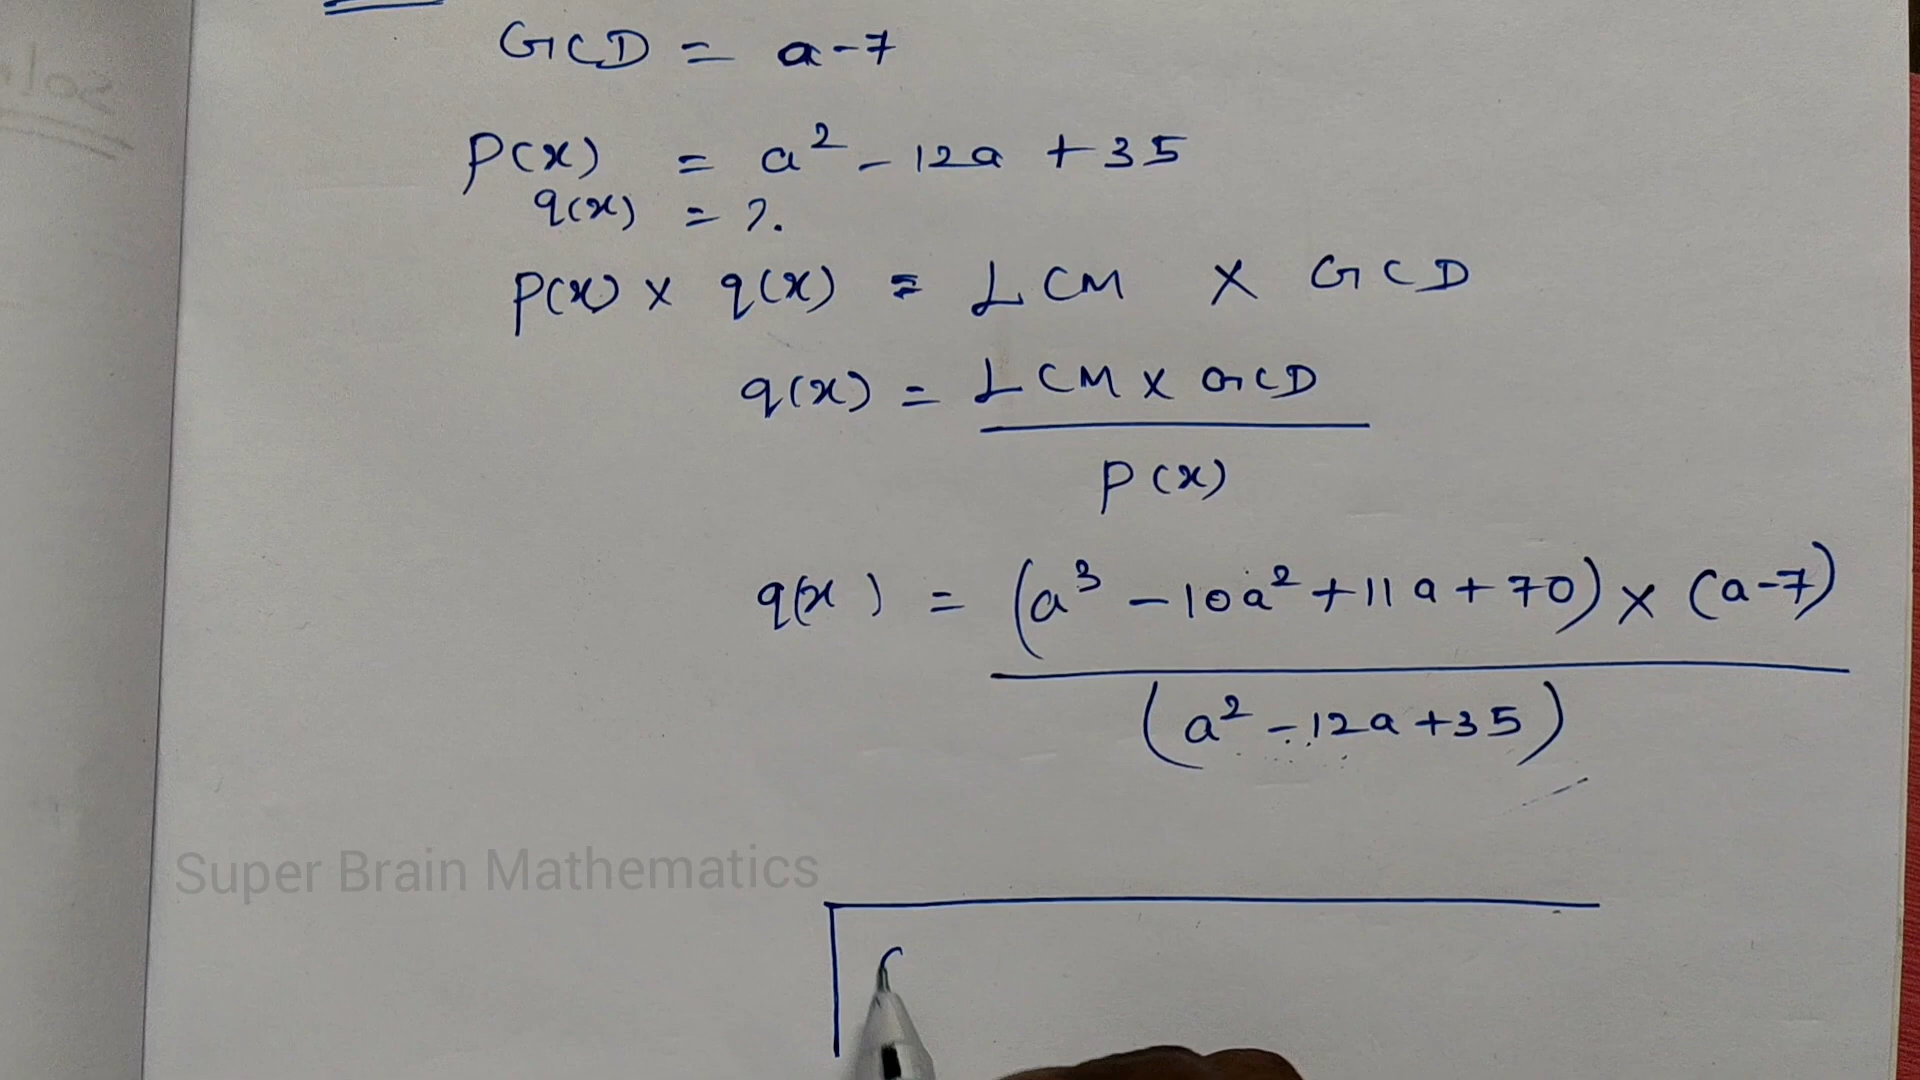 GCD = a-7
P(x) = a² - 12a + 35
q(x) = ?.
P(x) x q(x) = LCM x GCD
q(x) = LCM x GCD
P(x)
q(x) = (a³ - 10a² + 11a + 70) x (a-7)
(a² - 12a + 35)
Super Brain Mathematics